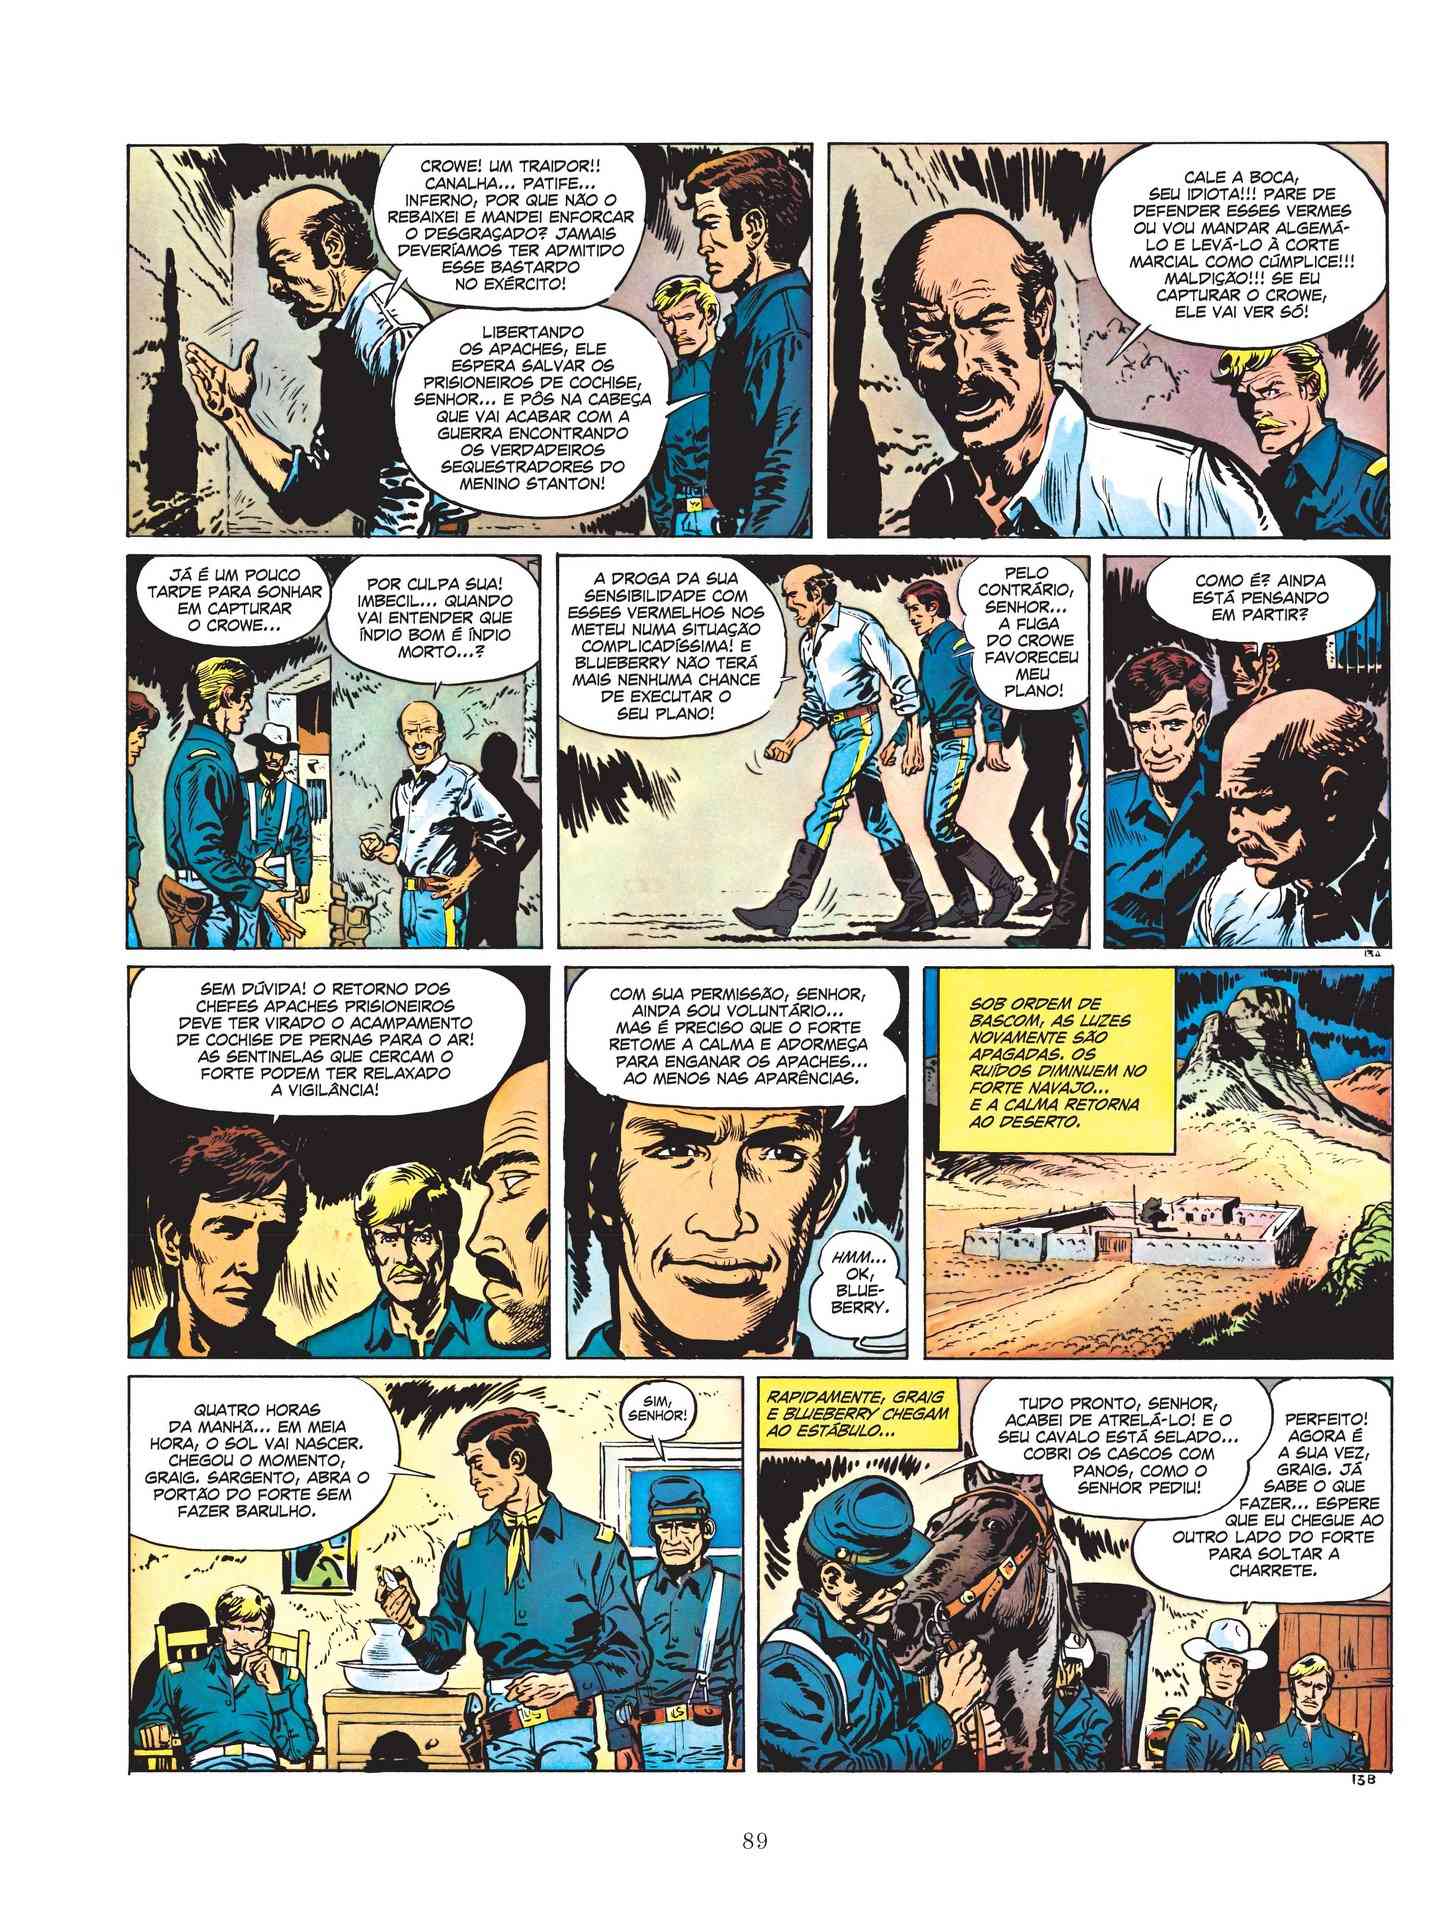 CROWE! UM TRAIDOR!!
CANALHA... PATIFE...
INFERNO, POR QUE NÃO O
REBAIXEI E MANDEI ENFORCAR
O DESGRAÇADO? JAMAIS
DEVERÍAMOS TER ADMITIDO
ESSE BASTARDO
NO EXÉRCITO!
LIBERTANDO
OS APACHES, ELE
ESPERA SALVAR OS
PRISIONEIROS DE COCHISE,
SENHOR... E PÔS NA CABEÇA
QUE VAI ACABAR COM A
GUERRA ENCONTRANDO
OS VERDADEIROS
SEQUESTRADORES DO
MENINO STANTON!
CALE A BOCA,
SEU IDIOTA!!! PARE DE
DEFENDER ESSES VERMES
OU VOU MANDAR ALGEMÁ-
LO E LEVÁ-LO À CORTE
MARCIAL COMO CÚMPLICE!!!
MALDIÇÃO!!! SE EU
CAPTURAR O CROWE,
ELE VAI VER SÓ!
JÁ É UM POUCO
TARDE PARA SONHAR
EM CAPTURAR
O CROWE...
POR CULPA SUA!
IMBECIL... QUANDO
VAI ENTENDER QUE
ÍNDIO BOM É ÍNDIO
MORTO...?
A DROGA DA SUA
SENSIBILIDADE COM
ESSES VERMELHOS NOS
METEU NUMA SITUAÇÃO
COMPLICADÍSSIMA! E
BLUEBERRY NÃO TERÁ
MAIS NENHUMA CHANCE
DE EXECUTAR O
SEU PLANO!
PELO
CONTRÁRIO,
SENHOR...
A FUGA
DO CROWE
FAVORECEU
MEU
PLANO!
COMO É? AINDA
ESTÁ PENSANDO
EM PARTIR?
13A
SEM DÚVIDA! O RETORNO DOS
CHEFES APACHES PRISIONEIROS
DEVE TER VIRADO O ACAMPAMENTO
DE COCHISE DE PERNAS PARA O AR!
AS SENTINELAS QUE CERCAM O
FORTE PODEM TER RELAXADO
A VIGILÂNCIA!
COM SUA PERMISSÃO, SENHOR,
AINDA SOU VOLUNTÁRIO...
MAS É PRECISO QUE O FORTE
RETOME A CALMA E ADORMEÇA
PARA ENGANAR OS APACHES...
AO MENOS NAS APARÊNCIAS.
HMM...
OK,
BLUE-
BERRY.
SOB ORDEM DE
BASCOM, AS LUZES
NOVAMENTE SÃO
APAGADAS. OS
RUÍDOS DIMINUEM NO
FORTE NAVAJO...
E A CALMA RETORNA
AO DESERTO.
QUATRO HORAS
DA MANHÃ... EM MEIA
HORA, O SOL VAI NASCER.
CHEGOU O MOMENTO,
GRAIG. SARGENTO, ABRA O
PORTÃO DO FORTE SEM
FAZER BARULHO.
SIM,
SENHOR!
RAPIDAMENTE, GRAIG
E BLUEBERRY CHEGAM
AO ESTÁBULO...
TUDO PRONTO, SENHOR,
ACABEI DE ATRELÁ-LO! E O
SEU CAVALO ESTÁ SELADO...
COBRI OS CASCOS COM
PANOS, COMO O
SENHOR PEDIU!
PERFEITO!
AGORA É
A SUA VEZ,
GRAIG. JÁ
SABE O QUE
FAZER... ESPERE
QUE EU CHEGUE AO
OUTRO LADO DO FORTE
PARA SOLTAR A
CHARRETE.
13B
89